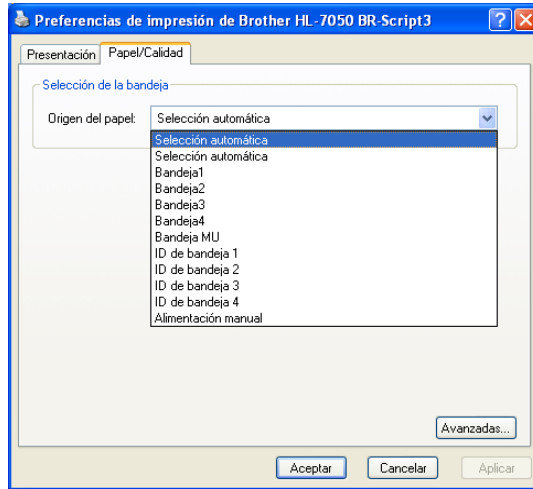 Preferencias de impresión de Brother HL-7050 BR-Script3
Presentación Papel/Calidad
Selección de la bandeja
Origen del papel: Selección automática
Selección automática
Selección automática
Bandeja1
Bandeja2
Bandeja3
Bandeja4
Bandeja MU
ID de bandeja 1
ID de bandeja 2
ID de bandeja 3
ID de bandeja 4
Alimentación manual
Avanzadas...
Aceptar Cancelar Aplicar